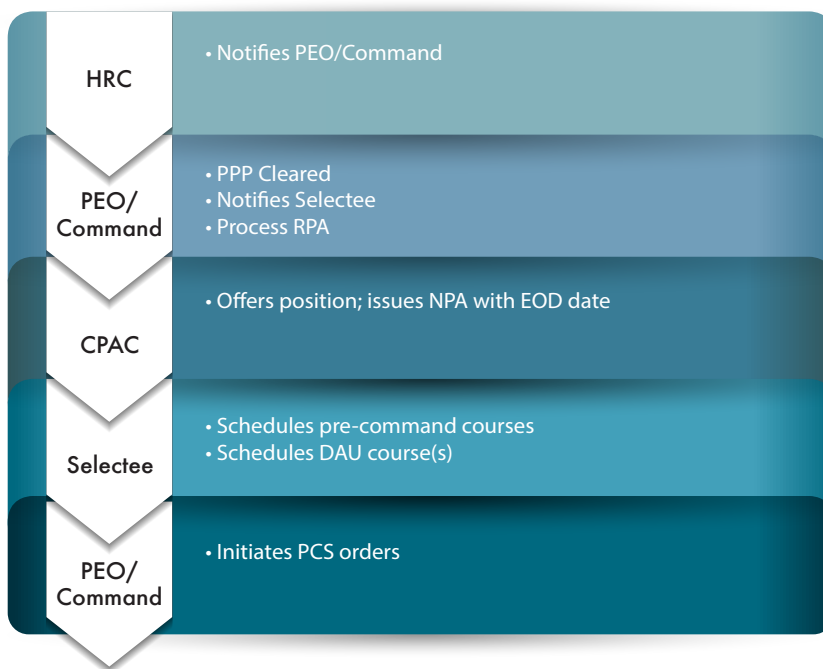 HRC
• Notifies PEO/Command
PEO/
Command
• PPP Cleared
• Notifies Selectee
• Process RPA
CPAC
• Offers position; issues NPA with EOD date
Selectee
• Schedules pre-command courses
• Schedules DAU course(s)
PEO/
Command
• Initiates PCS orders